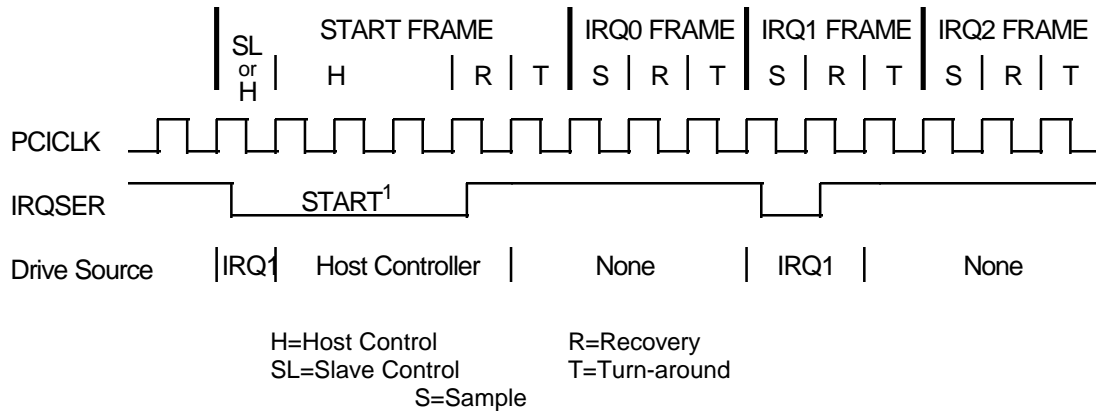 START FRAME IRQ0 FRAME IRQ1 FRAME IRQ2 FRAME
SL
or
H
H R T S R T S R T S R T
PCICLK
IRQSER START1
Drive Source IRQ1 Host Controller None IRQ1 None
H=Host Control R=Recovery
SL=Slave Control T=Turn-around
S=Sample